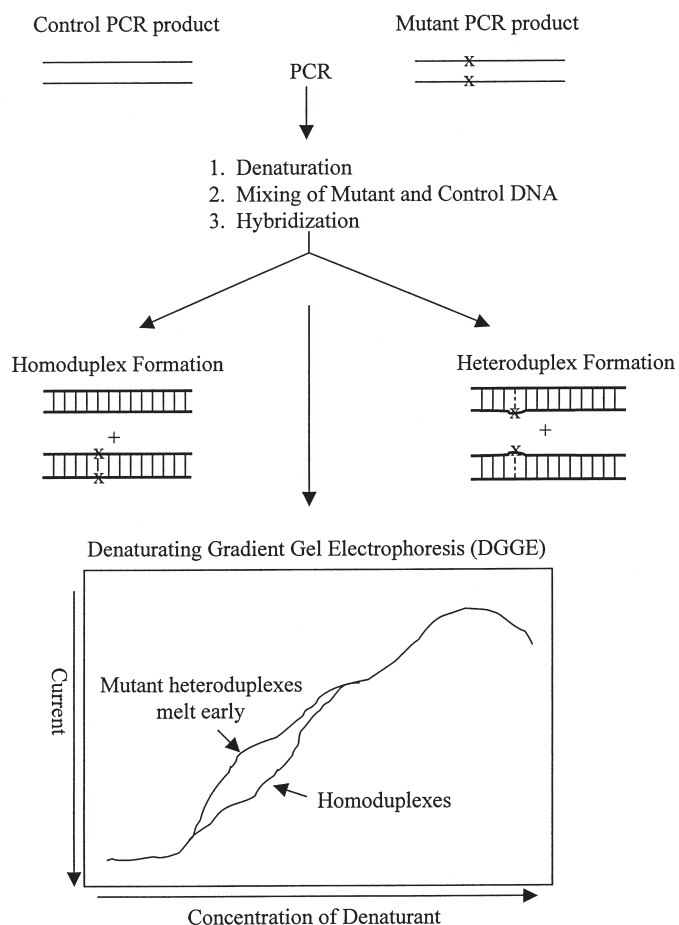 Control PCR product
Mutant PCR product
x
x
PCR
1. Denaturation
2. Mixing of Mutant and Control DNA
3. Hybridization
Homoduplex Formation
Heteroduplex Formation
x
+
+
x
x
x
Denaturing Gradient Gel Electrophoresis (DGGE)
Current
Mutant heteroduplexes
melt early
Homoduplexes
Concentration of Denaturant